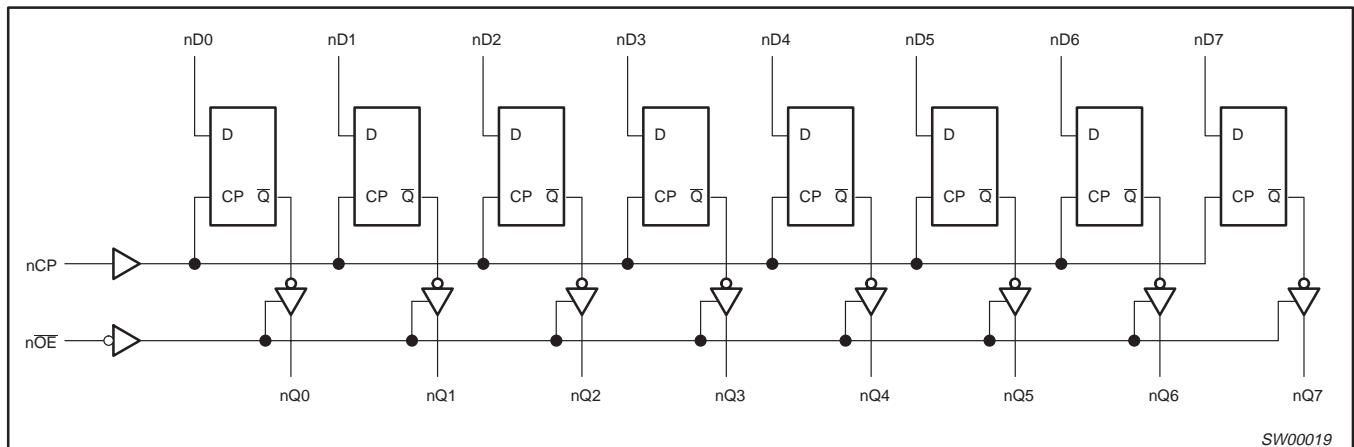 nD0 nD1 nD2 nD3 nD4 nD5 nD6 nD7
D D D D D D D D
CP Q̅ CP Q̅ CP Q̅ CP Q̅ CP Q̅ CP Q̅ CP Q̅ CP Q̅
nCP
nO̅E̅
nQ0 nQ1 nQ2 nQ3 nQ4 nQ5 nQ6 nQ7
SW00019